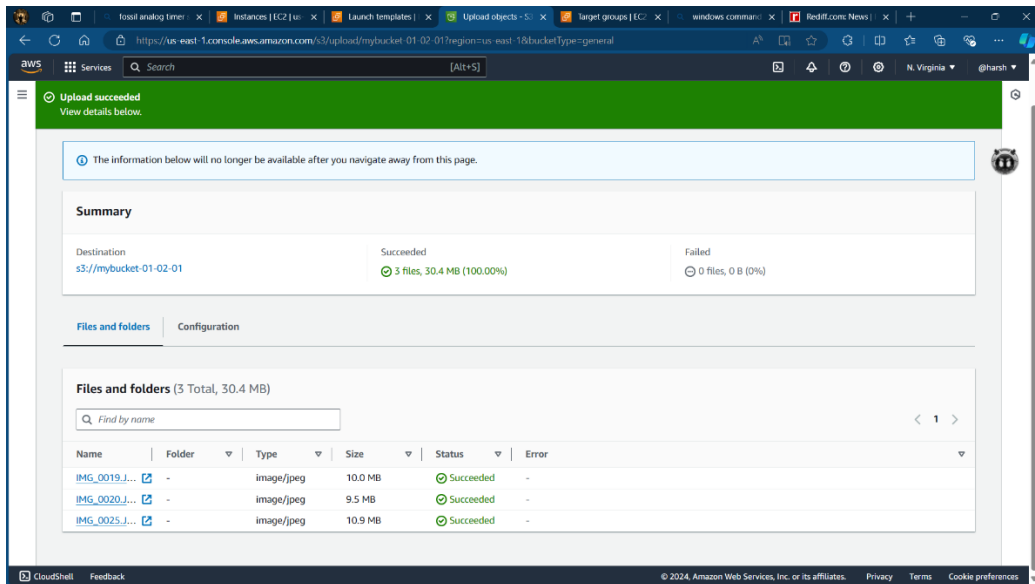 fossil analog timer
Instances | EC2 | us-
Launch templates |
Upload objects - S3
Target groups | EC2
windows command
Rediff.com: News |
https://us-east-1.console.aws.amazon.com/s3/upload/mybucket-01-02-01?region=us-east-1&bucketType=general
aws
Services
Search
[Alt+S]
N. Virginia
@harsh
Upload succeeded
View details below.
The information below will no longer be available after you navigate away from this page.
Summary
Destination
Succeeded
Failed
s3://mybucket-01-02-01
3 files, 30.4 MB (100.00%)
0 files, 0 B (0%)
Files and folders
Configuration
Files and folders (3 Total, 30.4 MB)
Find by name
1
Name Folder Type Size Status Error
IMG_0019.J... - image/jpeg 10.0 MB Succeeded -
IMG_0020.J... - image/jpeg 9.5 MB Succeeded -
IMG_0025.J... - image/jpeg 10.9 MB Succeeded -
CloudShell Feedback © 2024, Amazon Web Services, Inc. or its affiliates. Privacy Terms Cookie preferences